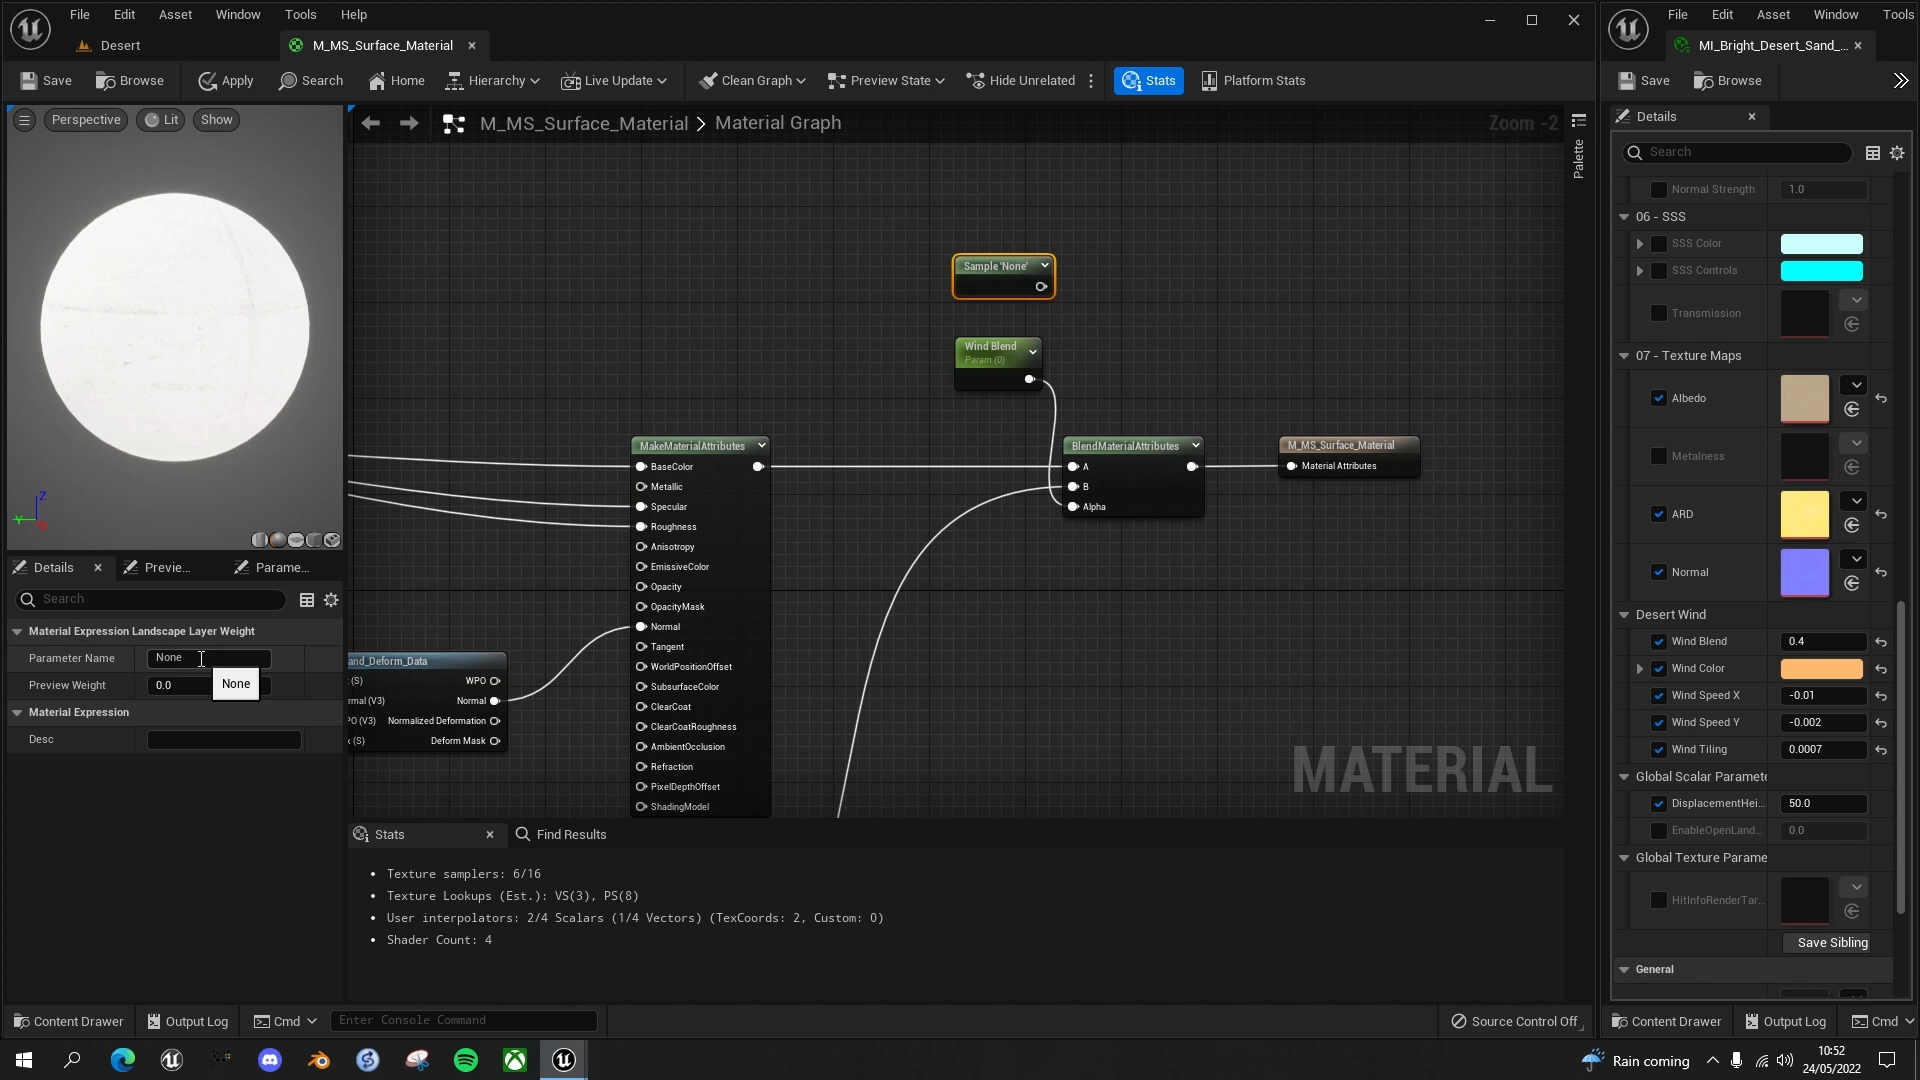 File Edit Asset Window Tools Help
Desert
M_MS_Surface_Material
Save Browse Apply Search Home Hierarchy Live Update Clean Graph Preview State Hide Unrelated Stats Platform Stats
Perspective Lit Show
M_MS_Surface_Material > Material Graph
Zoom -2
Palette
Sample 'None'
Wind Blend
Param (0)
MakeMaterialAttributes
BaseColor
Metallic
Specular
Roughness
Anisotropy
EmissiveColor
Opacity
OpacityMask
Normal
Tangent
WorldPositionOffset
SubsurfaceColor
ClearCoat
ClearCoatRoughness
AmbientOcclusion
Refraction
PixelDepthOffset
ShadingModel
BlendMaterialAttributes
A
B
Alpha
M_MS_Surface_Material
Material Attributes
and_Deform_Data
(S) WPO
rmal (V3) Normal
PO (V3) Normalized Deformation
(S) Deform Mask
MATERIAL
Z
Y
Details Previe... Parame...
Search
Material Expression Landscape Layer Weight
Parameter Name None
Preview Weight 0.0
None
Material Expression
Desc
Stats Find Results
• Texture samplers: 6/16
• Texture Lookups (Est.): VS(3), PS(8)
• User interpolators: 2/4 Scalars (1/4 Vectors) (TexCoords: 2, Custom: 0)
• Shader Count: 4
Content Drawer Output Log Cmd Enter Console Command Source Control Off
File Edit Asset Window Tools
MI_Bright_Desert_Sand_...
Save Browse
Details
Search
Normal Strength 1.0
06 - SSS
SSS Color
SSS Controls
Transmission
07 - Texture Maps
Albedo
Metalness
ARD
Normal
Desert Wind
Wind Blend 0.4
Wind Color
Wind Speed X -0.01
Wind Speed Y -0.002
Wind Tiling 0.0007
Global Scalar Paramete
DisplacementHei... 50.0
EnableOpenLand... 0.0
Global Texture Parame
HitInfoRenderTar...
Save Sibling
General
Content Drawer Output Log Cmd
Rain coming
10:52
24/05/2022